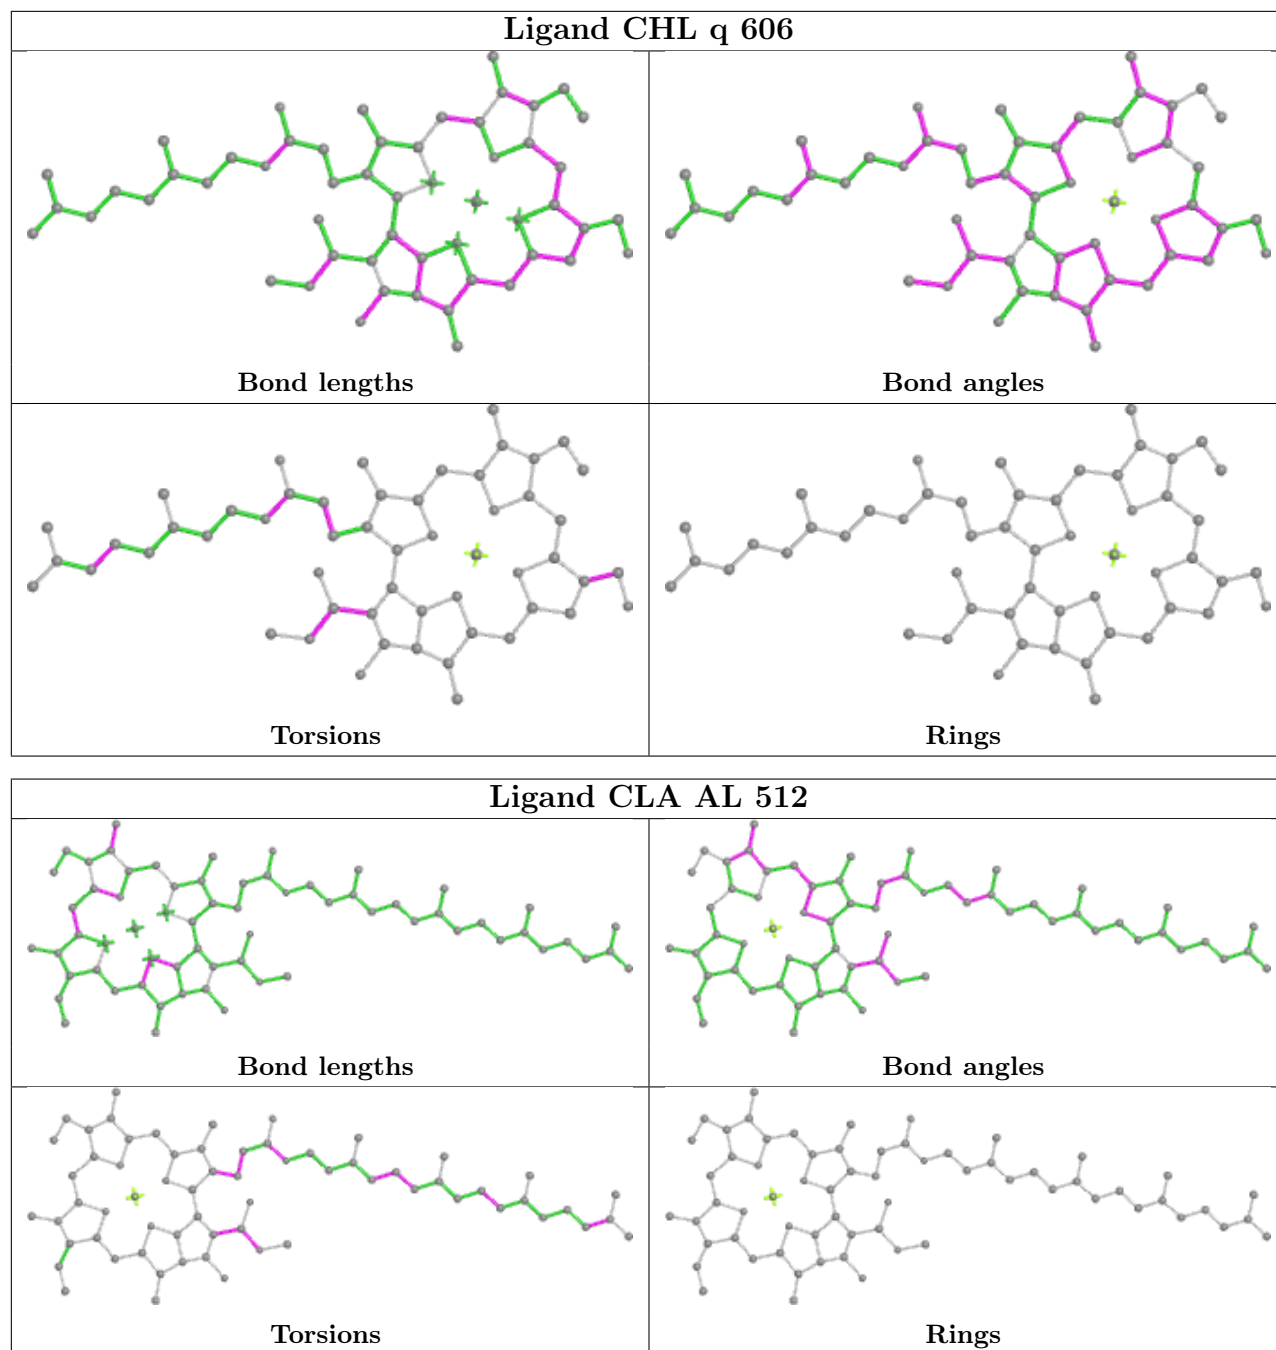 Ligand CHL q 606
Bond lengths
Bond angles
Torsions
Rings
Ligand CLA AL 512
Bond lengths
Bond angles
Torsions
Rings